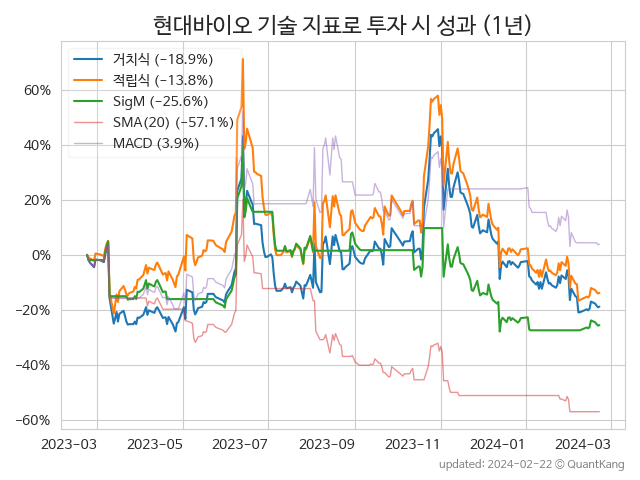 현대바이오 기술 지표로 투자 시 성과 (1년)
거치식 (−18.9%)
적립식 (−13.8%)
SigM (−25.6%)
SMA(20) (−57.1%)
MACD (3.9%)
60%
40%
20%
0%
−20%
−40%
−60%
2023-03 2023-05 2023-07 2023-09 2023-11 2024-01 2024-03
updated: 2024-02-22 © QuantKang